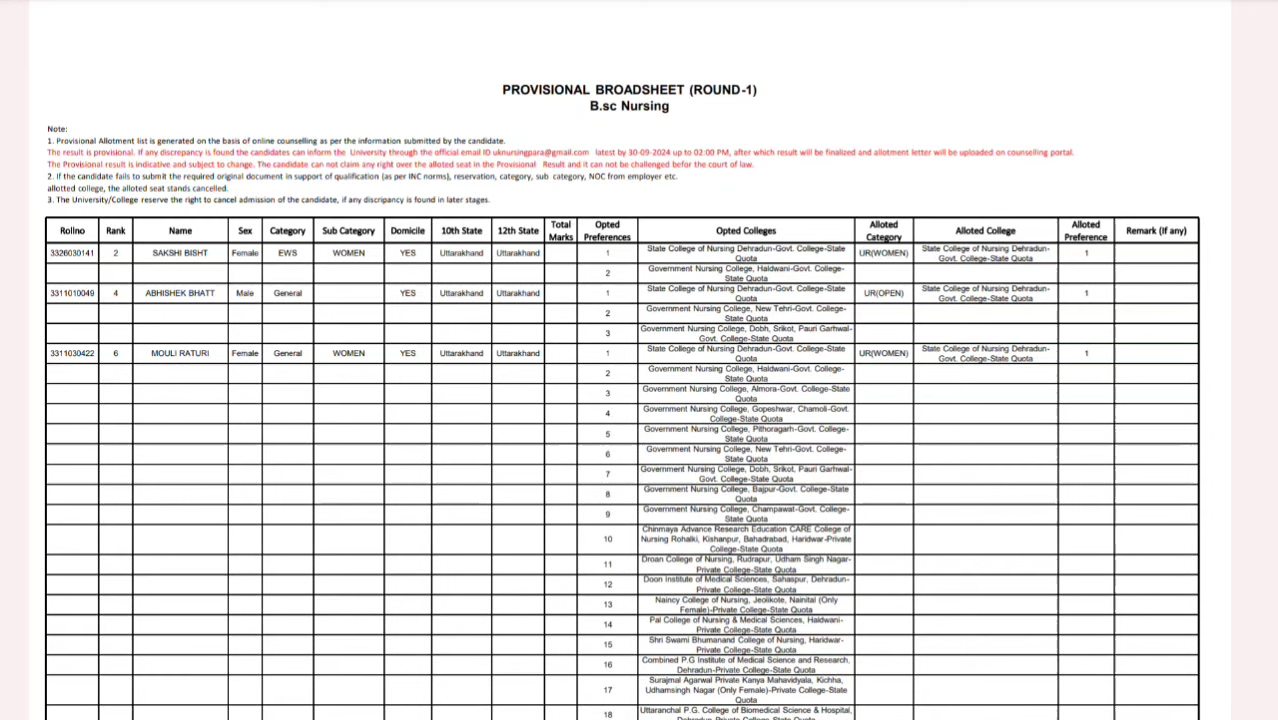 PROVISIONAL BROADSHEET (ROUND-1)
B.sc Nursing
Note:
1. Provisional Allotment list is generated on the basis of online counselling as per the information submitted by the candidate.
The result is provisional. If any discrepancy is found the candidates can inform the University through the official email ID uknursingpara@gmail.com latest by 30-09-2024 up to 02:00 PM, after which result will be finalized and allotment letter will be uploaded on counselling portal.
The Provisional result is indicative and subject to change. The candidate can not claim any right over the alloted seat in the Provisional Result and it can not be challenged befor the court of law.
2. If the candidate fails to submit the required original document in support of qualification (as per INC norms), reservation, category, sub category, NOC from employer etc.
allotted college, the alloted seat stands cancelled.
3. The University/College reserve the right to cancel admission of the candidate, if any discripancy is found in later stages.
Rollno Rank Name Sex Category Sub Category Domicile 10th State 12th State Total Marks Opted Preferences Opted Colleges Alloted Category Alloted College Alloted Preference Remark (If any)
3326030141 2 SAKSHI BISHT Female EWS WOMEN YES Uttarakhand Uttarakhand 1 State College of Nursing Dehradun-Govt. College-State Quota UR(WOMEN) State College of Nursing Dehradun-Govt. College-State Quota 1
2 Government Nursing College, Haldwani-Govt. College-State Quota
3311010049 4 ABHISHEK BHATT Male General YES Uttarakhand Uttarakhand 1 State College of Nursing Dehradun-Govt. College-State Quota UR(OPEN) State College of Nursing Dehradun-Govt. College-State Quota 1
2 Government Nursing College, New Tehri-Govt. College-State Quota
3 Government Nursing College, Dobh, Srikot, Pauri Garhwal-Govt. College-State Quota
3311030422 6 MOULI RATURI Female General WOMEN YES Uttarakhand Uttarakhand 1 State College of Nursing Dehradun-Govt. College-State Quota UR(WOMEN) State College of Nursing Dehradun-Govt. College-State Quota 1
2 Government Nursing College, Haldwani-Govt. College-State Quota
3 Government Nursing College, Almora-Govt. College-State Quota
4 Government Nursing College, Gopeshwar, Chamoli-Govt. College-State Quota
5 Government Nursing College, Pithoragarh-Govt. College-State Quota
6 Government Nursing College, New Tehri-Govt. College-State Quota
7 Government Nursing College, Dobh, Srikot, Pauri Garhwal-Govt. College-State Quota
8 Government Nursing College, Bajpur-Govt. College-State Quota
9 Government Nursing College, Champawat-Govt. College-State Quota
10 Chinmaya Advance Research Education CARE College of Nursing Rohalki, Kishanpur, Bahadrabad, Haridwar-Private College-State Quota
11 Droan College of Nursing, Rudrapur, Udham Singh Nagar-Private College-State Quota
12 Doon Institute of Medical Sciences, Sahaspur, Dehradun-Private College-State Quota
13 Naincy College of Nursing, Jeolikote, Nainital (Only Female)-Private College-State Quota
14 Pal College of Nursing & Medical Sciences, Haldwani-Private College-State Quota
15 Shri Swami Bhumanand College of Nursing, Haridwar-Private College-State Quota
16 Combined P.G Institute of Medical Science and Research, Dehradun-Private College-State Quota
17 Surajmal Agarwal Private Kanya Mahavidyala, Kichha, Udhamsingh Nagar (Only Female)-Private College-State Quota
18 Uttaranchal P.G. College of Biomedical Science & Hospital,